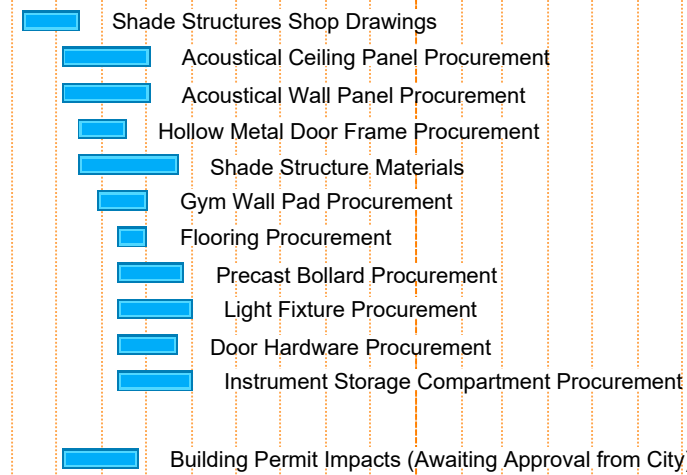 Shade Structures Shop Drawings
Acoustical Ceiling Panel Procurement
Acoustical Wall Panel Procurement
Hollow Metal Door Frame Procurement
Shade Structure Materials
Gym Wall Pad Procurement
Flooring Procurement
Precast Bollard Procurement
Light Fixture Procurement
Door Hardware Procurement
Instrument Storage Compartment Procurement
Building Permit Impacts (Awaiting Approval from City)